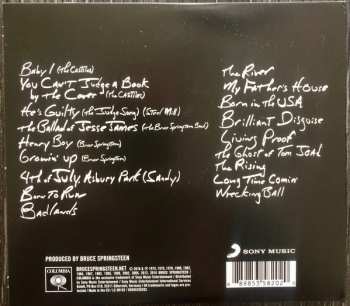 Baby I (The Castiles)
You Can't Judge a Book
by The Cover (The Castiles)
He's Guilty (The Judge Song) (Steel Mill)
The Ballad of Jesse James (The Bruce Springsteen Band)
Henry Boy (Bruce Springsteen)
Growin' Up (Bruce Springsteen)
4th of July, Asbury Park (Sandy)
Born To Run
Badlands
The River
My Father's House
Born in the USA
Brilliant Disguise
Living Proof
The Ghost of Tom Joad
The Rising
Long Time Comin'
Wrecking Ball
PRODUCED BY BRUCE SPRINGSTEEN
COLUMBIA
BRUCESPRINGSTEEN.NET
SONY MUSIC